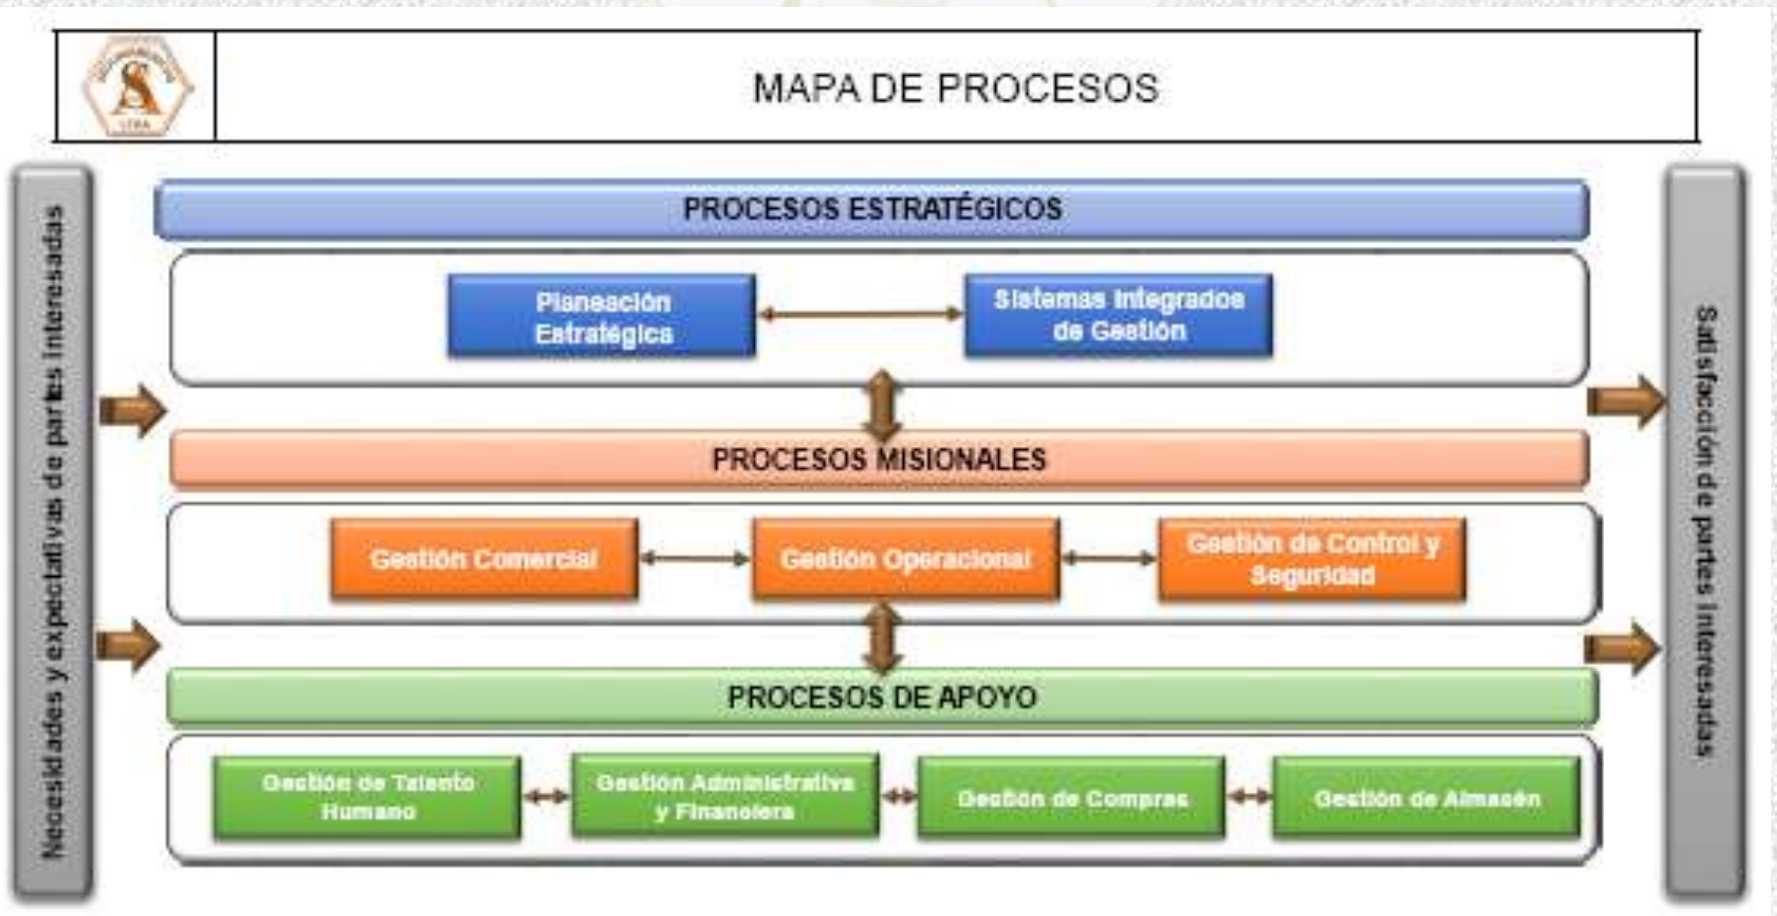 SA
LTDA
MAPA DE PROCESOS
Necesidades y expectativas de partes interesadas
PROCESOS ESTRATÉGICOS
Planeación
Estratégica
Sistemas Integrados
de Gestión
PROCESOS MISIONALES
Gestión Comercial
Gestión Operacional
Gestión de Control y
Seguridad
PROCESOS DE APOYO
Gestión de Talento
Humano
Gestión Administrativa
y Financiera
Gestión de Compras
Gestión de Almacén
Satisfacción de partes interesadas